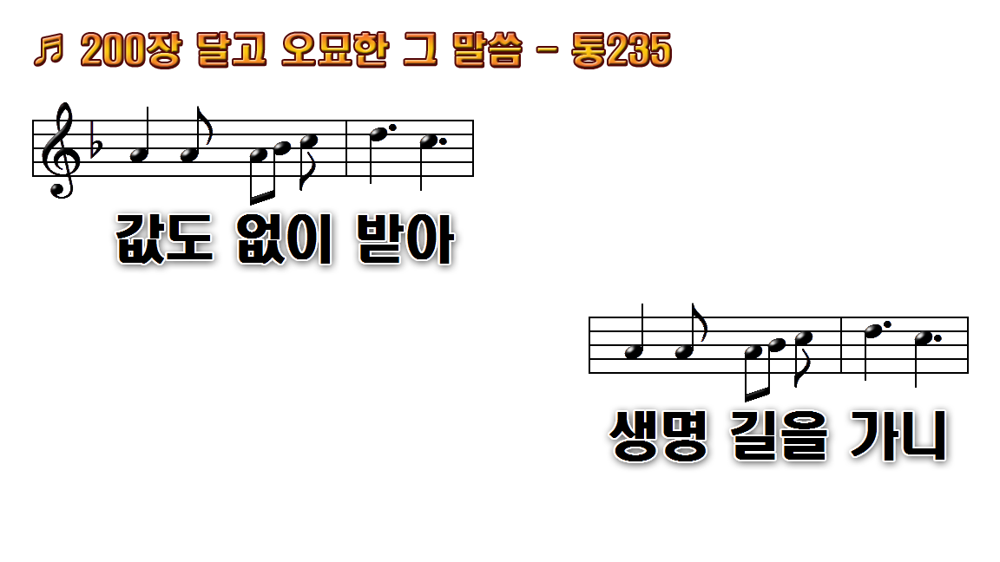 ♬ 200장 달고 오묘한 그 말씀 - 통235
값도 없이 받아
생명 길을 가니